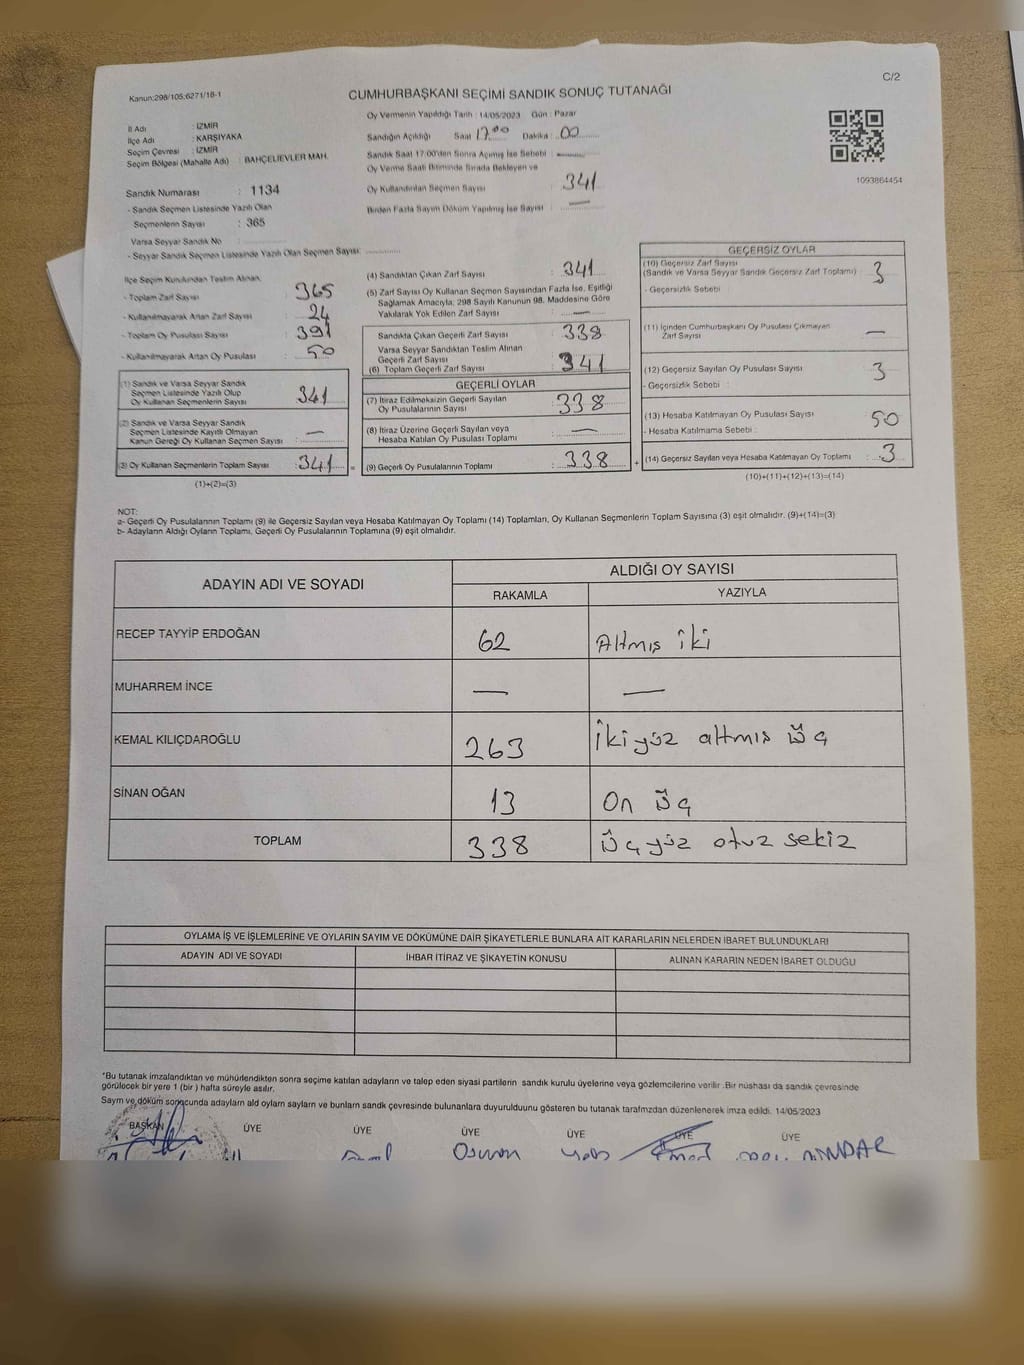 C/2
Kanun:298/105,6271/18-1
CUMHURBAŞKANI SEÇİMİ SANDIK SONUÇ TUTANAĞI
Oy Vermenin Yapıldığı Tarih : 14/05/2023 Gün : Pazar
İl Adı : İZMİR
İlçe Adı : KARŞIYAKA
Seçim Çevresi : İZMİR
Seçim Bölgesi (Mahalle Adı) : BAHÇELİEVLER MAH.
Sandığın Açıldığı Saat 17.00 Dakika : 00
Sandık Saat 17:00'den Sonra Açılmış İse Sebebi : —
Oy Verme Saati Bitiminde Sırada Bekleyen ve
Oy Kullandırılan Seçmen Sayısı : 341
Birden Fazla Sayım Döküm Yapılmış İse Sayısı : —
1093864454
Sandık Numarası : 1134
- Sandık Seçmen Listesinde Yazılı Olan
Seçmenlerin Sayısı : 365
Varsa Seyyar Sandık No :
- Seyyar Sandık Seçmen Listesinde Yazılı Olan Seçmen Sayısı:
İlçe Seçim Kurulundan Teslim Alınan:
- Toplam Zarf Sayısı : 365
- Kullanılmayarak Artan Zarf Sayısı : 24
- Toplam Oy Pusulası Sayısı : 391
- Kullanılmayarak Artan Oy Pusulası : 50
(1) Sandık ve Varsa Seyyar Sandık
Seçmen Listesinde Yazılı Olup
Oy Kullanan Seçmenlerin Sayısı : 341
(2) Sandık ve Varsa Seyyar Sandık
Seçmen Listesinde Kayıtlı Olmayan
Kanun Gereği Oy Kullanan Seçmen Sayısı : —
(3) Oy Kullanan Seçmenlerin Toplam Sayısı : 341 =
(1)+(2)=(3)
(4) Sandıktan Çıkan Zarf Sayısı : 341
(5) Zarf Sayısı Oy Kullanan Seçmen Sayısından Fazla İse, Eşitliği
Sağlamak Amacıyla; 298 Sayılı Kanunun 98. Maddesine Göre
Yakılarak Yok Edilen Zarf Sayısı : —
Sandıkta Çıkan Geçerli Zarf Sayısı : 338
Varsa Seyyar Sandıktan Teslim Alınan
Geçerli Zarf Sayısı
(6) Toplam Geçerli Zarf Sayısı : 341
GEÇERLİ OYLAR
(7) İtiraz Edilmeksizin Geçerli Sayılan
Oy Pusulalarının Sayısı : 338
(8) İtiraz Üzerine Geçerli Sayılan veya
Hesaba Katılan Oy Pusulası Toplamı : —
(9) Geçerli Oy Pusulalarının Toplamı : 338 +
GEÇERSİZ OYLAR
(10) Geçersiz Zarf Sayısı
(Sandık ve Varsa Seyyar Sandık Geçersiz Zarf Toplamı) : 3
- Geçersizlik Sebebi :
(11) İçinden Cumhurbaşkanı Oy Pusulası Çıkmayan
Zarf Sayısı : —
(12) Geçersiz Sayılan Oy Pusulası Sayısı : 3
- Geçersizlik Sebebi :
(13) Hesaba Katılmayan Oy Pusulası Sayısı : 50
- Hesaba Katılmama Sebebi :
(14) Geçersiz Sayılan veya Hesaba Katılmayan Oy Toplamı : 3
(10)+(11)+(12)+(13)=(14)
NOT:
a- Geçerli Oy Pusulalarının Toplamı (9) ile Geçersiz Sayılan veya Hesaba Katılmayan Oy Toplamı (14) Toplamları, Oy Kullanan Seçmenlerin Toplam Sayısına (3) eşit olmalıdır. (9)+(14)=(3)
b- Adayların Aldığı Oyların Toplamı, Geçerli Oy Pusulalarının Toplamına (9) eşit olmalıdır.
ADAYIN ADI VE SOYADI
ALDIĞI OY SAYISI
RAKAMLA YAZIYLA
RECEP TAYYİP ERDOĞAN 62 Altmış iki
MUHARREM İNCE — —
KEMAL KILIÇDAROĞLU 263 İkiyüz altmış üç
SİNAN OĞAN 13 On üç
TOPLAM 338 Üçyüz otuz sekiz
OYLAMA İŞ VE İŞLEMLERİNE VE OYLARIN SAYIM VE DÖKÜMÜNE DAİR ŞİKAYETLERLE BUNLARA AİT KARARLARIN NELERDEN İBARET BULUNDUKLARI
ADAYIN ADI VE SOYADI İHBAR İTİRAZ VE ŞİKAYETİN KONUSU ALINAN KARARIN NEDEN İBARET OLDUĞU
*Bu tutanak imzalandıktan ve mühürlendikten sonra seçime katılan adayların ve talep eden siyasi partilerin sandık kurulu üyelerine veya gözlemcilerine verilir .Bir nüshası da sandık çevresinde
görülecek bir yere 1 (bir ) hafta süreyle asılır.
Sayım ve döküm sonucunda adayların ald oyların sayların ve bunların sandk çevresinde bulunanlara duyurulduunu gösteren bu tutanak tarafmzdan düzenlenerek imza edildi. 14/05/2023
BAŞKAN ÜYE ÜYE ÜYE ÜYE ÜYE ÜYE
Osman